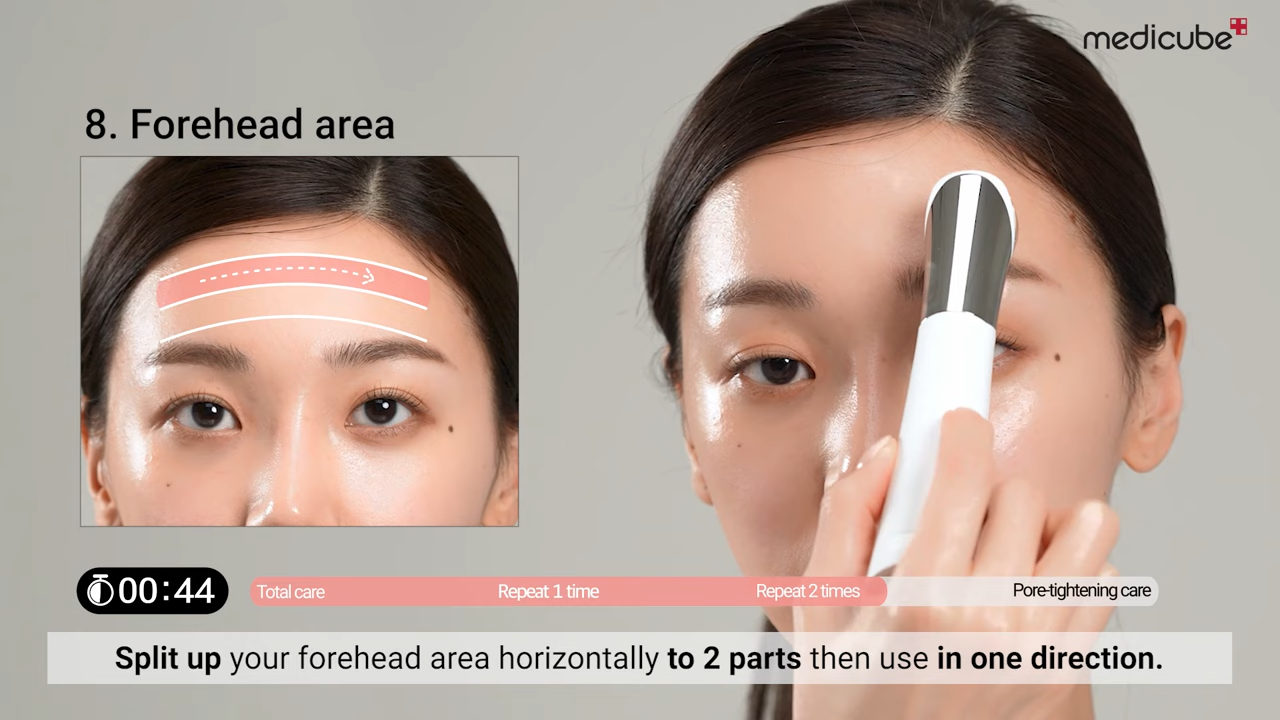 medicube
8. Forehead area
00:44
Total care
Repeat 1 time
Repeat 2 times
Pore-tightening care
Split up your forehead area horizontally to 2 parts then use in one direction.